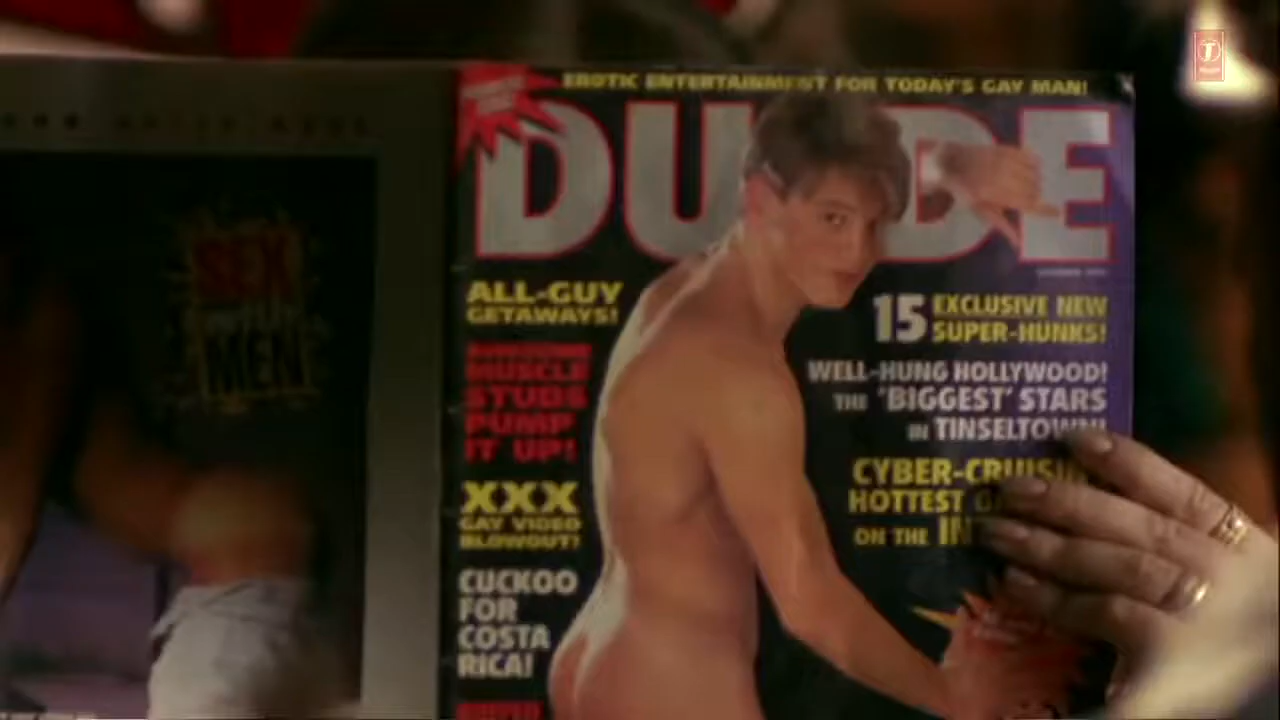 EROTIC ENTERTAINMENT FOR TODAY'S GAY MAN!
DUDE
SEX
MEN
ALL-GUY
GETAWAYS!
MUSCLE
STUDS
PUMP
IT UP!
XXX
GAY VIDEO
BLOWOUT!
CUCKOO
FOR
COSTA
RICA!
15 EXCLUSIVE NEW
SUPER-HUNKS!
WELL-HUNG HOLLYWOOD!
THE 'BIGGEST' STARS
IN TINSELTOWN!
HOTTEST
ON THE